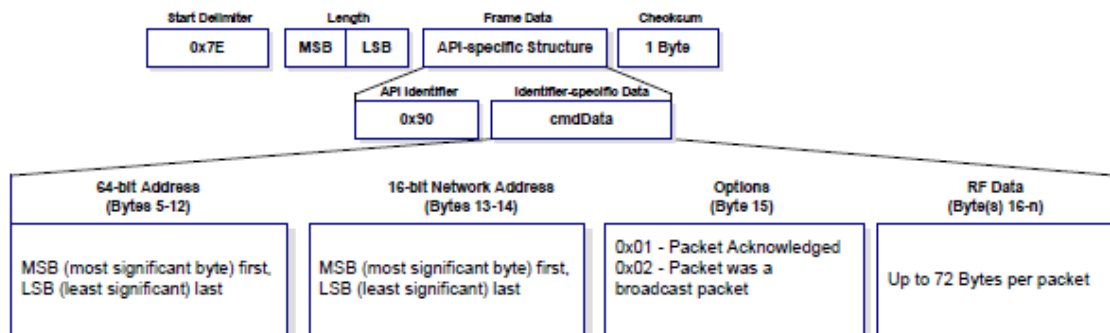 Start Delimiter Length Frame Data Checksum
0x7E MSB LSB API-specific Structure 1 Byte
API Identifier Identifier-specific Data
0x90 cmdData
64-bit Address 16-bit Network Address Options RF Data
(Bytes 5-12) (Bytes 13-14) (Byte 15) (Byte(s) 16-n)
MSB (most significant byte) first,
LSB (least significant) last
MSB (most significant byte) first,
LSB (least significant) last
0x01 - Packet Acknowledged
0x02 - Packet was a
broadcast packet
Up to 72 Bytes per packet